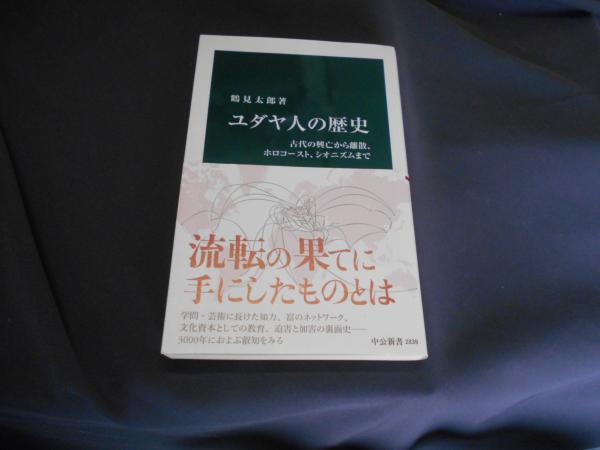 鶴見太郎著
ユダヤ人の歴史
古代の興亡から離散、
ホロコースト、シオニズムまで
流転の果てに
手にしたものとは
学問・芸術に長けた知力、富のネットワーク、
文化資本としての教育、迫害と加害の裏面史――
3000年におよぶ叡知をみる
中公新書 2839